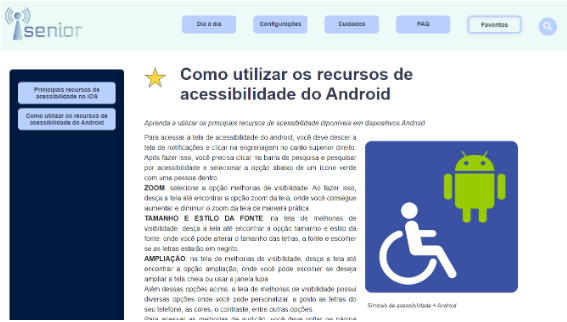 isenior
Dia a dia
Configurações
Cuidados
FAQ
Favoritos
Prinicipais recursos de
acessibilidade no iOS
Como utilizar os recursos de
acessibilidade do Android
Como utilizar os recursos de
acessibilidade do Android
Aprenda a utilizar os principais recursos de acessibilidade diponíveis em dispositivos Android
Para acessar a tela de acessibilidade do android, você deve descer a
tela de notificações e clicar na engrenagem no canto superior direito.
Após fazer isso, você precisa clicar na barra de pesquisa e pesquisar
por acessibilidade e selecionar a opção abaixo de um ícone verde
com uma pessoa dentro.
ZOOM: selecione a opção melhorias de visibilidade. Ao fazer isso,
desça a tela até encontrar a opção zoom da tela, onde você consegue
aumentar e diminuir o zoom da tela de maneira prática.
TAMANHO E ESTILO DA FONTE: na tela de melhorias de
visibilidade, desça a tela até encontrar a opção tamanho e estilo da
fonte, onde você pode alterar o tamanho das letras, a fonte e escolher
se as letras estarão em negrito.
AMPLIAÇÃO: na tela de melhorias de visibilidade, desça a tela até
encontrar a opção ampliação, onde você pode escolher se deseja
ampliar a tela cheia ou usar a janela lupa.
Além dessas opções acima, a tela de melhorias de visibilidade possui
diversas opções onde você pode personalizar, a gosto as letras do
seu telefone, as cores, o contraste, entre outras opções.
Para acessar as melhorias de audição, você deve voltar na página
Símbolo de acessibilidade + Android